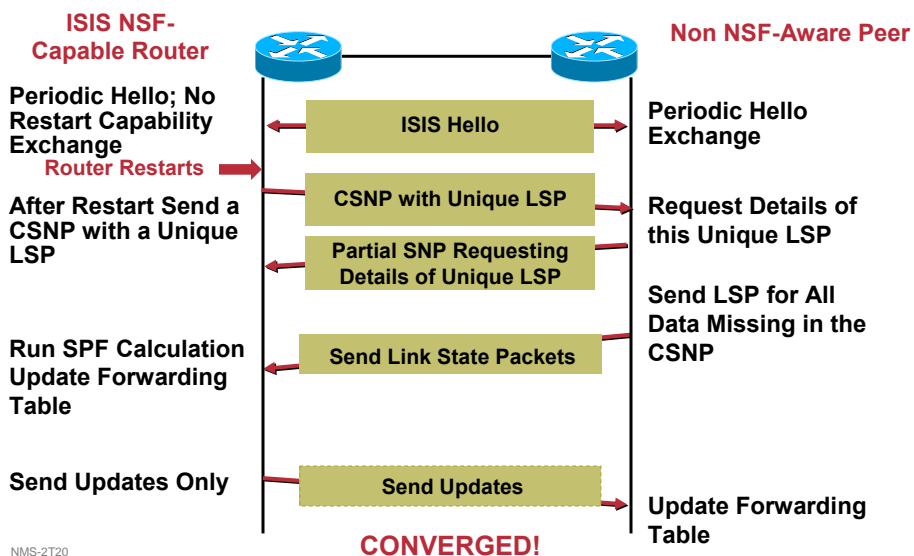 ISIS NSF-
Capable Router
Non NSF-Aware Peer
Periodic Hello; No
Restart Capability
Exchange
ISIS Hello
Periodic Hello
Exchange
Router Restarts
CSNP with Unique LSP
After Restart Send a
CSNP with a Unique
LSP
Request Details of
this Unique LSP
Partial SNP Requesting
Details of Unique LSP
Send LSP for All
Data Missing in the
CSNP
Run SPF Calculation
Update Forwarding
Table
Send Link State Packets
Send Updates Only
Send Updates
Update Forwarding
Table
CONVERGED!
NMS-2T20